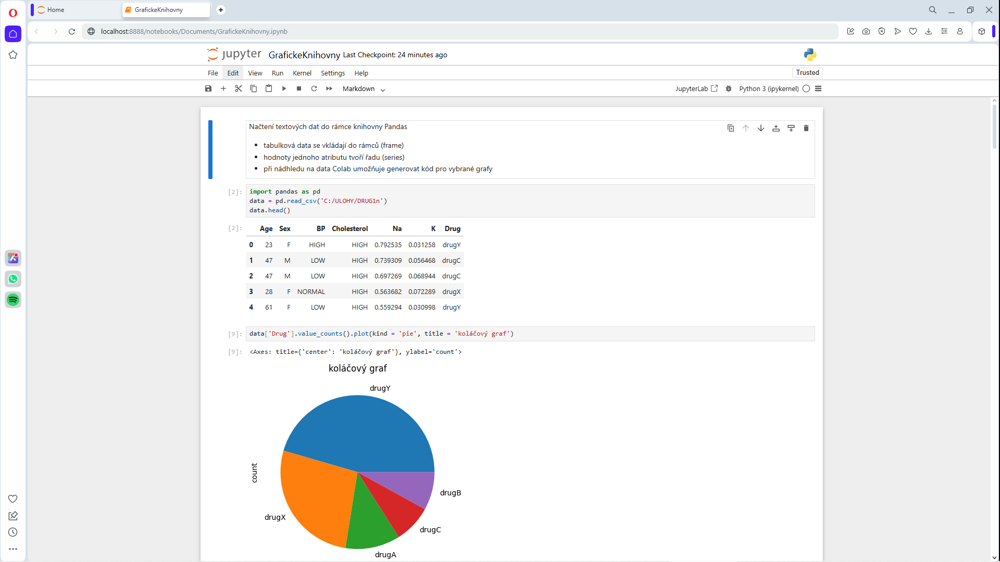 Home
GrafickeKnihovny
localhost:8888/notebooks/Documents/GrafickeKnihovny.ipynb
jupyter GrafickeKnihovny Last Checkpoint: 24 minutes ago
File Edit View Run Kernel Settings Help
Trusted
Markdown
JupyterLab
Python 3 (ipykernel)
Načtení textových dat do rámce knihovny Pandas
• tabulková data se vkládají do rámců (frame)
• hodnoty jednoho atributu tvoří řadu (series)
• při nádhledu na data Colab umožňuje generovat kód pro vybrané grafy
[2]: import pandas as pd
data = pd.read_csv('C:/ULOHY/DRUG1n')
data.head()
[2]: Age Sex BP Cholesterol Na K Drug
0 23 F HIGH HIGH 0.792535 0.031258 drugY
1 47 M LOW HIGH 0.739309 0.056468 drugC
2 47 M LOW HIGH 0.697269 0.068944 drugC
3 28 F NORMAL HIGH 0.563682 0.072289 drugX
4 61 F LOW HIGH 0.559294 0.030998 drugY
[9]: data['Drug'].value_counts().plot(kind = 'pie', title = 'koláčový graf')
[9]: <Axes: title={'center': 'koláčový graf'}, ylabel='count'>
koláčový graf
drugY
count
drugB
drugX
drugC
drugA